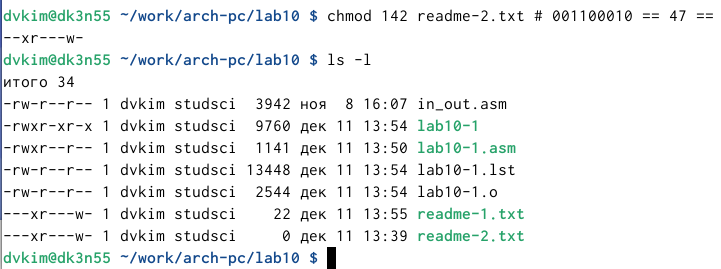 dvkim@dk3n55 ~/work/arch-pc/lab10 $ chmod 142 readme-2.txt # 001100010 == 47 ==
--xr---w-
dvkim@dk3n55 ~/work/arch-pc/lab10 $ ls -l
итого 34
-rw-r--r-- 1 dvkim studsci  3942 ноя  8 16:07 in_out.asm
-rwxr-xr-x 1 dvkim studsci  9760 дек 11 13:54 lab10-1
-rwxr--r-- 1 dvkim studsci  1141 дек 11 13:50 lab10-1.asm
-rw-r--r-- 1 dvkim studsci 13448 дек 11 13:54 lab10-1.lst
-rw-r--r-- 1 dvkim studsci  2544 дек 11 13:54 lab10-1.o
---xr---w- 1 dvkim studsci    22 дек 11 13:55 readme-1.txt
---xr---w- 1 dvkim studsci     0 дек 11 13:39 readme-2.txt
dvkim@dk3n55 ~/work/arch-pc/lab10 $